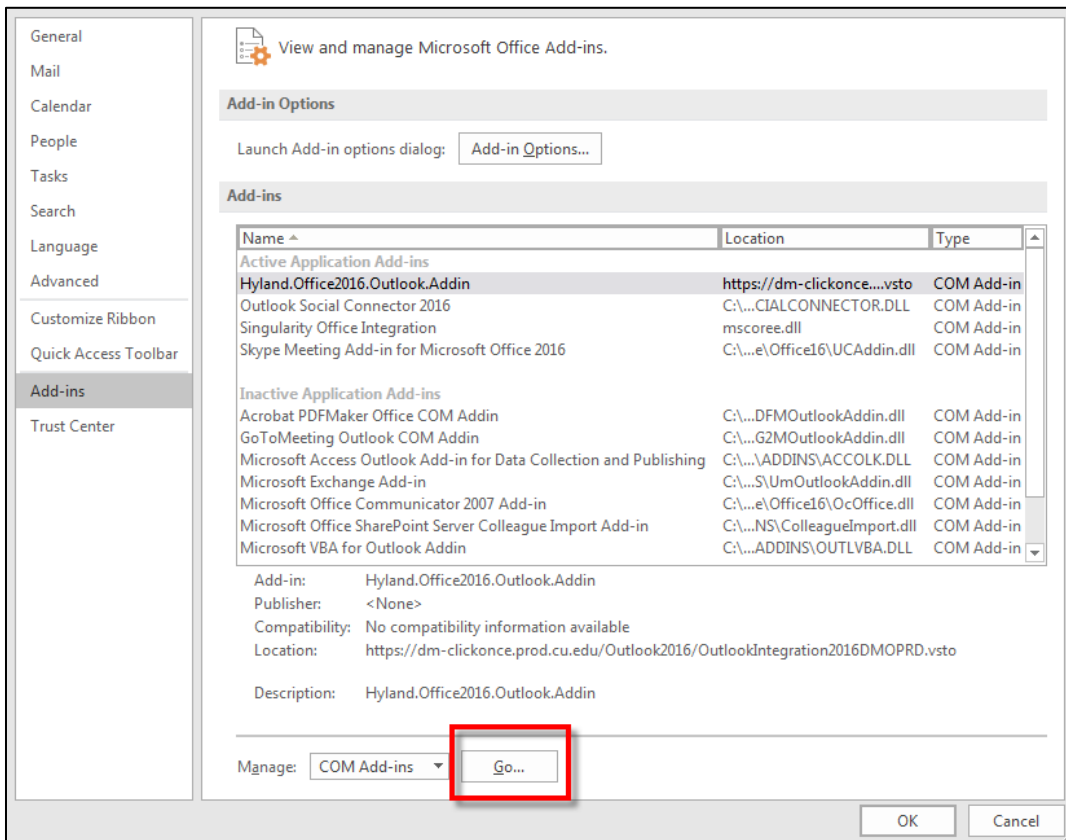 General
Mail
Calendar
People
Tasks
Search
Language
Advanced
Customize Ribbon
Quick Access Toolbar
Add-ins
Trust Center
View and manage Microsoft Office Add-ins.
Add-in Options
Launch Add-in options dialog: Add-in Options...
Add-ins
Name Location Type
Active Application Add-ins
Hyland.Office2016.Outlook.Addin https://dm-clickonce....vsto COM Add-in
Outlook Social Connector 2016 C:\...CIALCONNECTOR.DLL COM Add-in
Singularity Office Integration mscoree.dll COM Add-in
Skype Meeting Add-in for Microsoft Office 2016 C:\...e\Office16\UCAddin.dll COM Add-in
Inactive Application Add-ins
Acrobat PDFMaker Office COM Addin C:\...DFMOutlookAddin.dll COM Add-in
GoToMeeting Outlook COM Addin C:\...G2MOutlookAddin.dll COM Add-in
Microsoft Access Outlook Add-in for Data Collection and Publishing C:\...\ADDINS\ACCOLK.DLL COM Add-in
Microsoft Exchange Add-in C:\...S\UmOutlookAddin.dll COM Add-in
Microsoft Office Communicator 2007 Add-in C:\...e\Office16\OcOffice.dll COM Add-in
Microsoft Office SharePoint Server Colleague Import Add-in C:\...NS\ColleagueImport.dll COM Add-in
Microsoft VBA for Outlook Addin C:\...ADDINS\OUTLVBA.DLL COM Add-in
Add-in: Hyland.Office2016.Outlook.Addin
Publisher: <None>
Compatibility: No compatibility information available
Location: https://dm-clickonce.prod.cu.edu/Outlook2016/OutlookIntegration2016DMOPRD.vsto
Description: Hyland.Office2016.Outlook.Addin
Manage: COM Add-ins Go...
OK Cancel